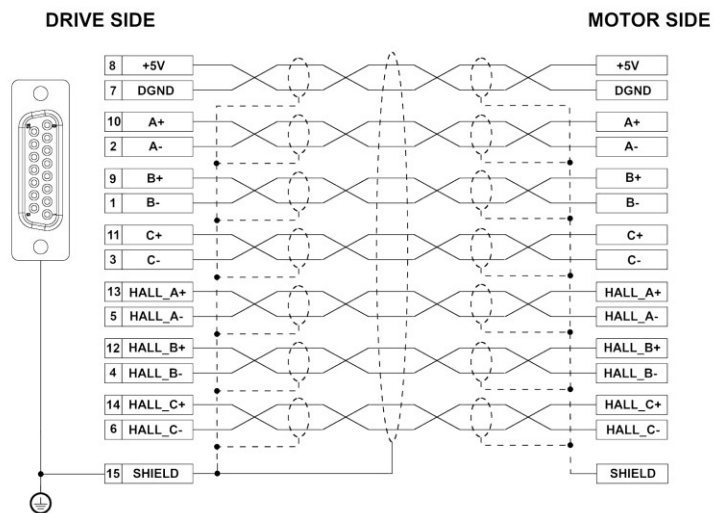 DRIVE SIDE MOTOR SIDE
8 +5V +5V
7 DGND DGND
10 A+ A+
2 A- A-
9 B+ B+
1 B- B-
11 C+ C+
3 C- C-
13 HALL_A+ HALL_A+
5 HALL_A- HALL_A-
12 HALL_B+ HALL_B+
4 HALL_B- HALL_B-
14 HALL_C+ HALL_C+
6 HALL_C- HALL_C-
15 SHIELD SHIELD